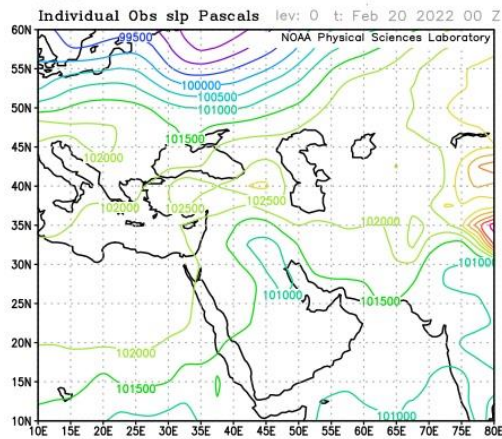 Individual Obs slp Pascals lev: 0 t: Feb 20 2022 00 Z
60N
99500
NOAA Physical Sciences Laboratory
55N
100000
100500
50N
101000
101500
45N
102000
40N
102500
102500
102000
102000
35N
30N
101000
101000
101500
25N
20N
102000
15N
101500
101000
10N
10E 15E 20E 25E 30E 35E 40E 45E 50E 55E 60E 65E 70E 75E 80E